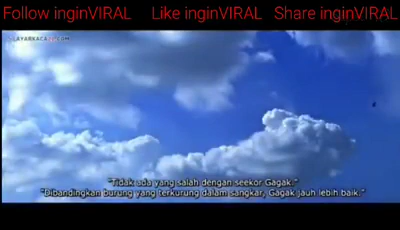 Follow inginVIRAL Like inginVIRAL Share inginVIRAL
"Tidak ada yang salah dengan seekor Gagak."
"Dibandingkan burung yang terkurung dalam sangkar, Gagak jauh lebih baik."